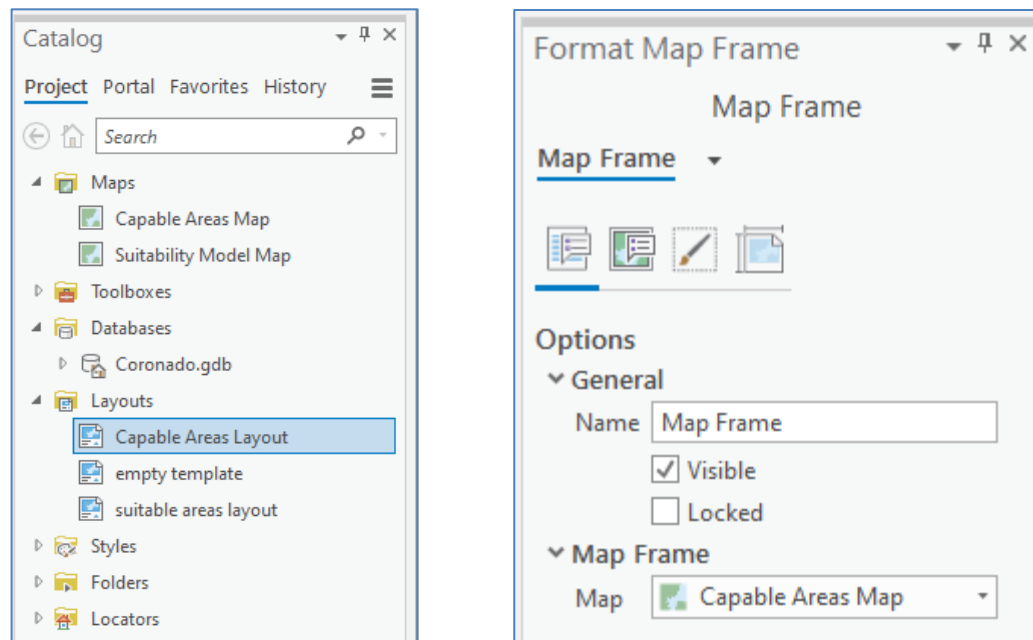 Catalog
Project Portal Favorites History
Search
Maps
Capable Areas Map
Suitability Model Map
Toolboxes
Databases
Coronado.gdb
Layouts
Capable Areas Layout
empty template
suitable areas layout
Styles
Folders
Locators
Format Map Frame
Map Frame
Map Frame
Options
General
Name Map Frame
Visible
Locked
Map Frame
Map Capable Areas Map